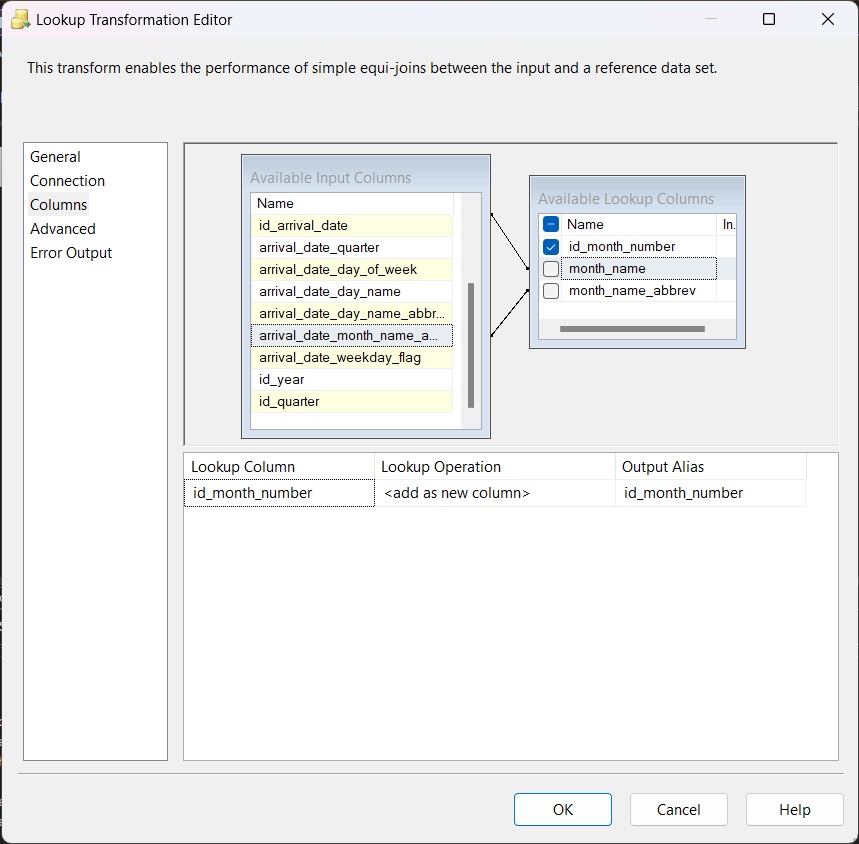 Lookup Transformation Editor
This transform enables the performance of simple equi-joins between the input and a reference data set.
General
Connection
Columns
Advanced
Error Output
Available Input Columns
Name
id_arrival_date
arrival_date_quarter
arrival_date_day_of_week
arrival_date_day_name
arrival_date_day_name_abbr...
arrival_date_month_name_a...
arrival_date_weekday_flag
id_year
id_quarter
Available Lookup Columns
Name In.
id_month_number
month_name
month_name_abbrev
Lookup Column Lookup Operation Output Alias
id_month_number <add as new column> id_month_number
OK Cancel Help